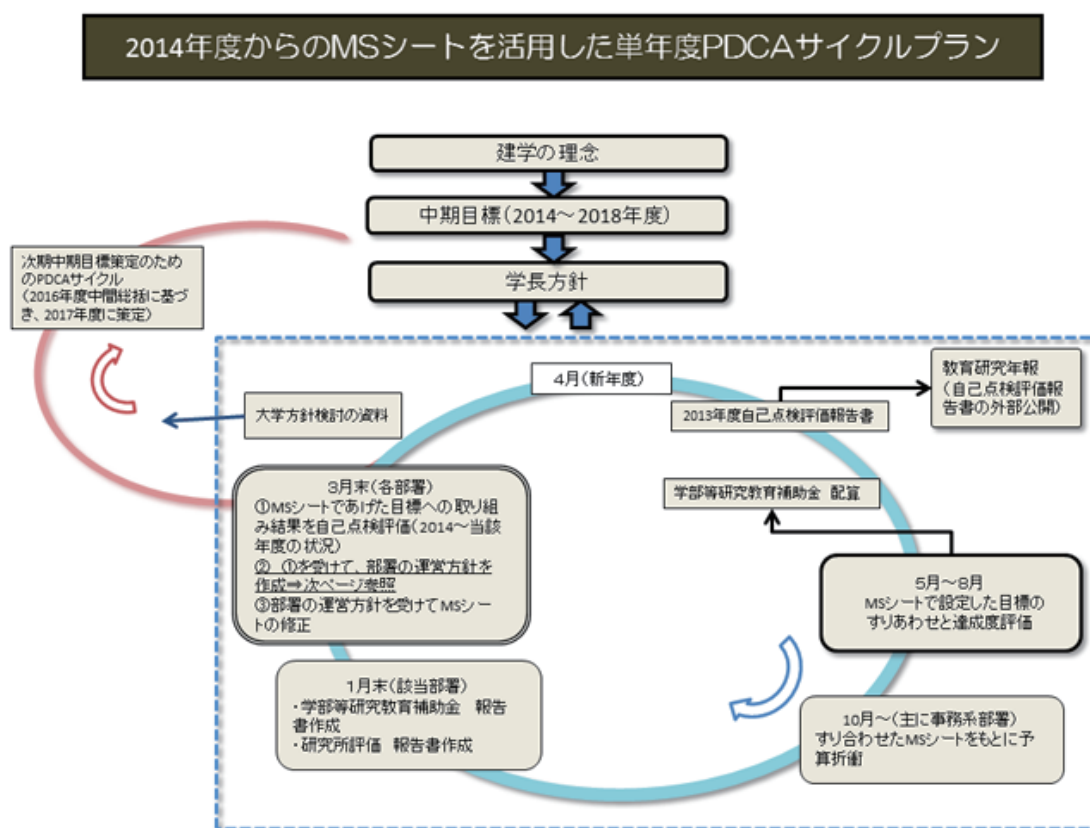 2014年度からのMSシートを活用した単年度PDCAサイクルプラン
建学の理念
中期目標(2014～2018年度)
学長方針
次期中期目標策定のため
のPDCAサイクル
(2016年度中間総括に基づ
き、2017年度に策定)
4月(新年度)
教育研究年報
(自己点検評価報
告書の外部公開)
大学方針検討の資料
2013年度自己点検評価報告書
3月末(各部署)
①MSシートであげた目標への取り組
み結果を自己点検評価(2014～当該
年度の状況)
② ①を受けて、部署の運営方針を
作成⇒次ページ参照
③部署の運営方針を受けてMSシー
トの修正
学部等研究教育補助金 配算
5月～8月
MSシートで設定した目標の
すりあわせと達成度評価
1月末(該当部署)
・学部等研究教育補助金 報告
書作成
・研究所評価 報告書作成
10月～(主に事務系部署)
すり合わせたMSシートをもとに予
算折衝